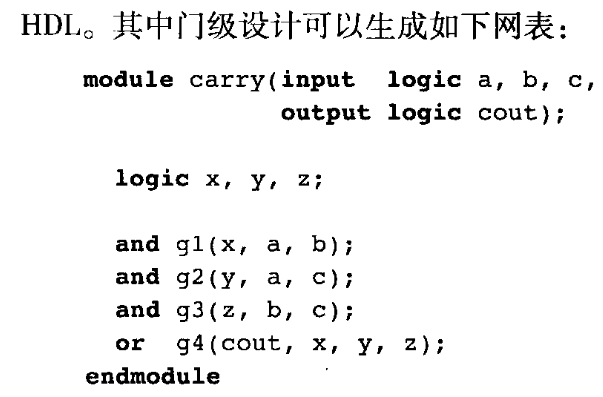 HDL。其中门级设计可以生成如下网表：
module carry(input  logic a, b, c,
             output logic cout);
  logic x, y, z;
  and g1(x, a, b);
  and g2(y, a, c);
  and g3(z, b, c);
  or  g4(cout, x, y, z);
endmodule